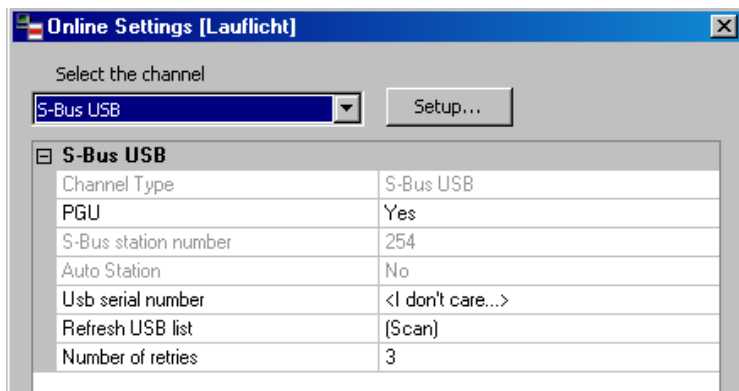 Online Settings [Lauflicht]
Select the channel
S-Bus USB
Setup...
S-Bus USB
Channel Type S-Bus USB
PGU Yes
S-Bus station number 254
Auto Station No
Usb serial number <I don't care...>
Refresh USB list (Scan)
Number of retries 3